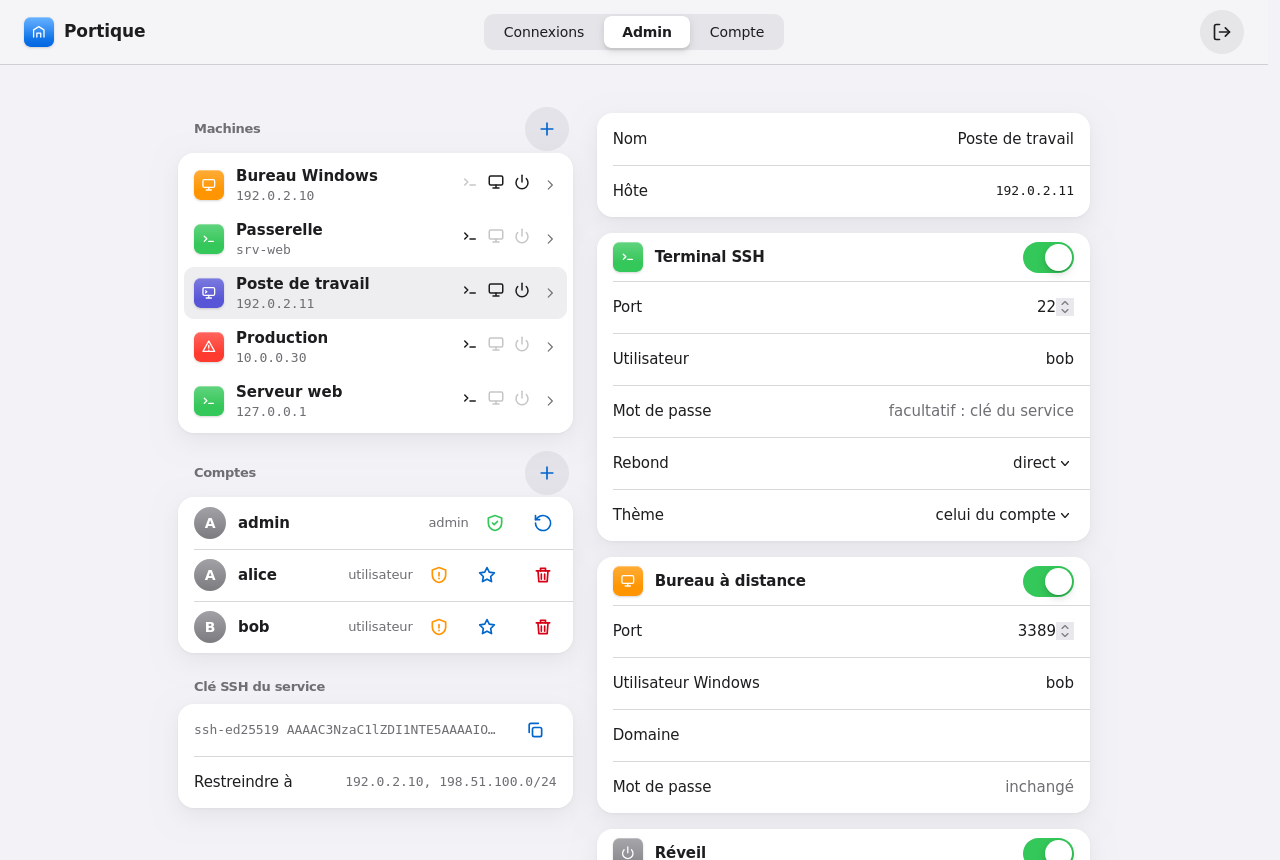 Portique
Connexions
Admin
Compte
Machines
Bureau Windows
192.0.2.10
Passerelle
srv-web
Poste de travail
192.0.2.11
Production
10.0.0.30
Serveur web
127.0.0.1
Comptes
A admin admin
A alice utilisateur
B bob utilisateur
Clé SSH du service
ssh-ed25519 AAAAC3NzaC1lZDI1NTE5AAAAIO…
Restreindre à 192.0.2.10, 198.51.100.0/24
Nom Poste de travail
Hôte 192.0.2.11
Terminal SSH
Port 22
Utilisateur bob
Mot de passe facultatif : clé du service
Rebond direct
Thème celui du compte
Bureau à distance
Port 3389
Utilisateur Windows bob
Domaine
Mot de passe inchangé
Réveil